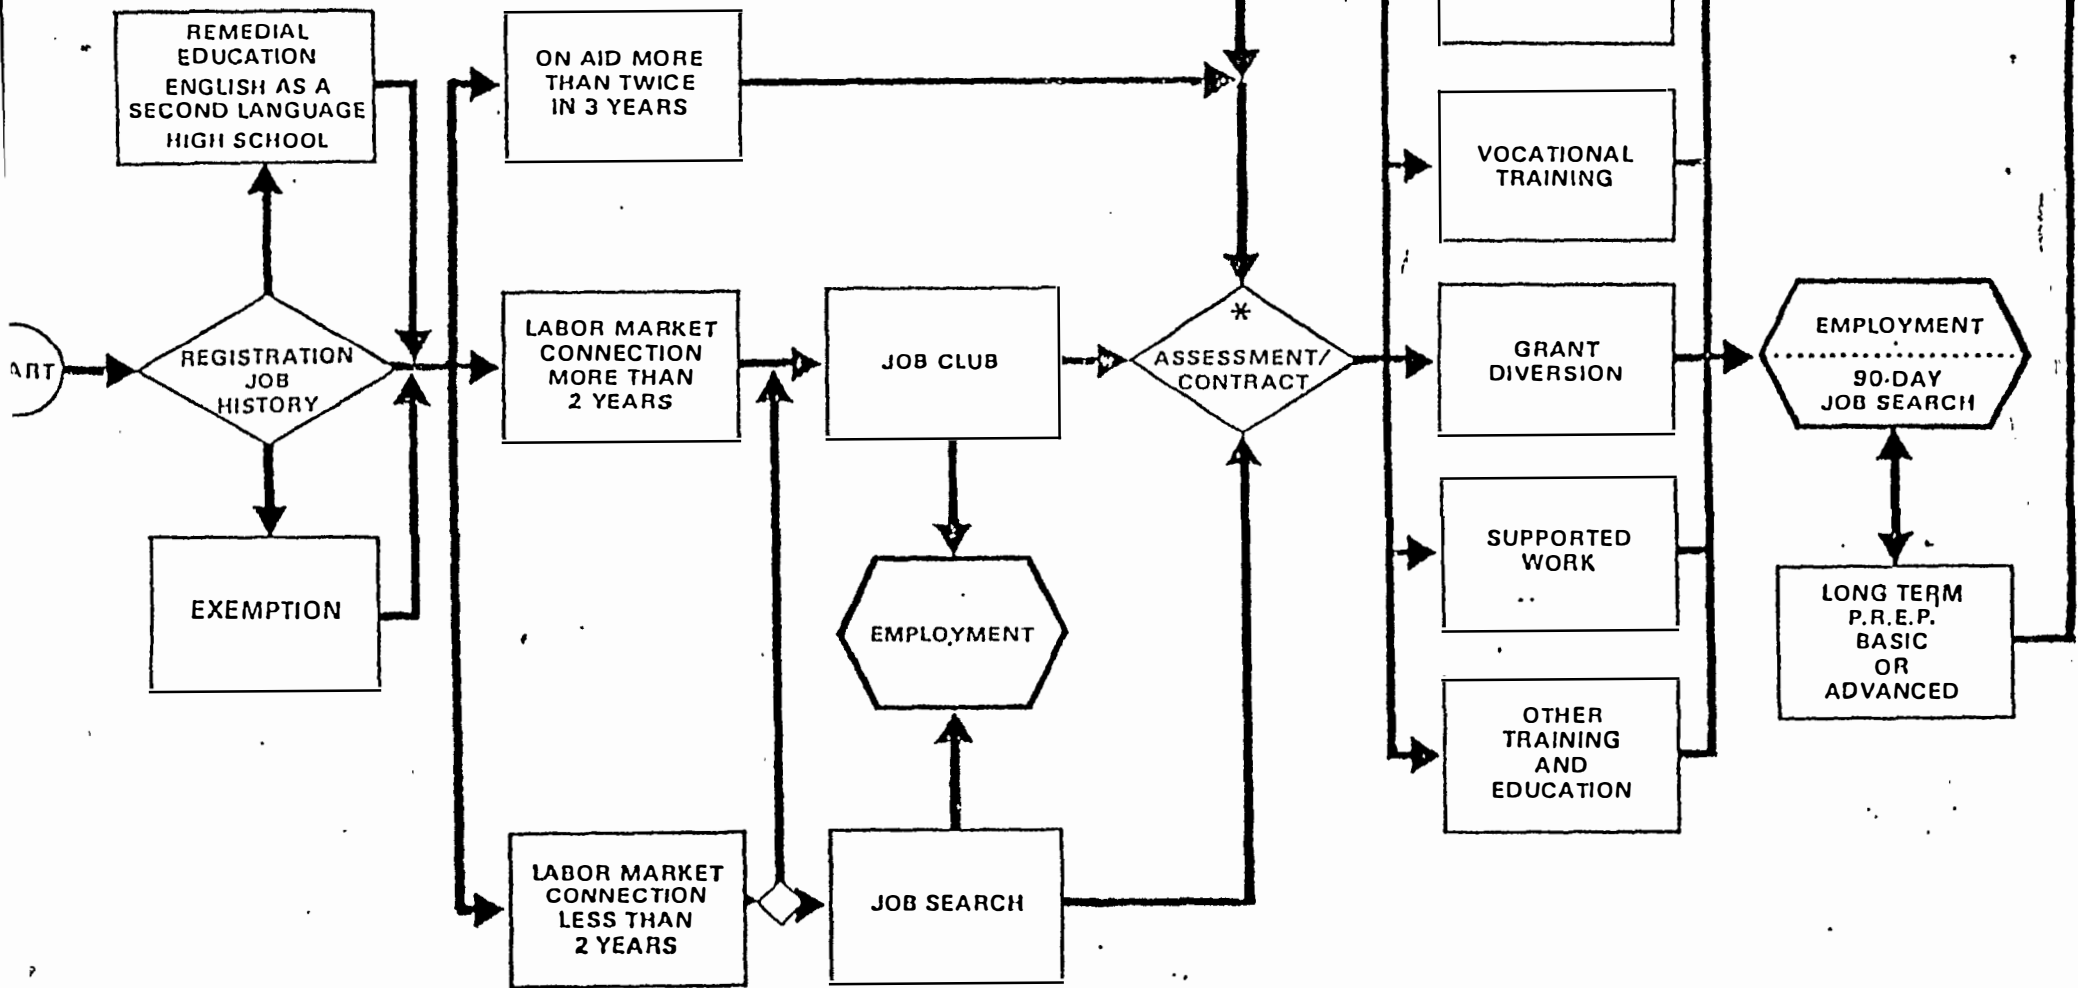 REMEDIAL
EDUCATION
ENGLISH AS A
SECOND LANGUAGE
HIGH SCHOOL
ON AID MORE
THAN TWICE
IN 3 YEARS
VOCATIONAL
TRAINING
ART
REGISTRATION
JOB
HISTORY
LABOR MARKET
CONNECTION
MORE THAN
2 YEARS
JOB CLUB
*
ASSESSMENT/
CONTRACT
GRANT
DIVERSION
EMPLOYMENT
90-DAY
JOB SEARCH
EXEMPTION
EMPLOYMENT
SUPPORTED
WORK
LONG TERM
P.R.E.P.
BASIC
OR
ADVANCED
OTHER
TRAINING
AND
EDUCATION
LABOR MARKET
CONNECTION
LESS THAN
2 YEARS
JOB SEARCH